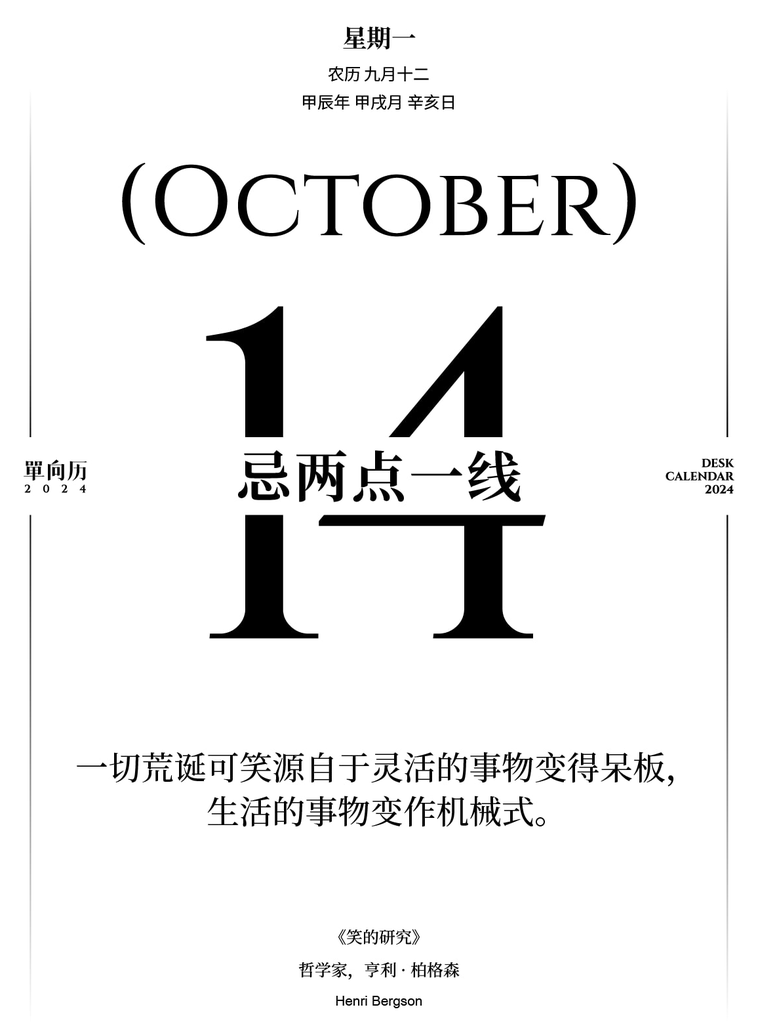 星期一
农历 九月十二
甲辰年 甲戌月 辛亥日
(OCTOBER)
14
單向历
2024
忌两点一线
DESK
CALENDAR
2024
一切荒诞可笑源自于灵活的事物变得呆板，
生活的事物变作机械式。
《笑的研究》
哲学家，亨利·柏格森
Henri Bergson